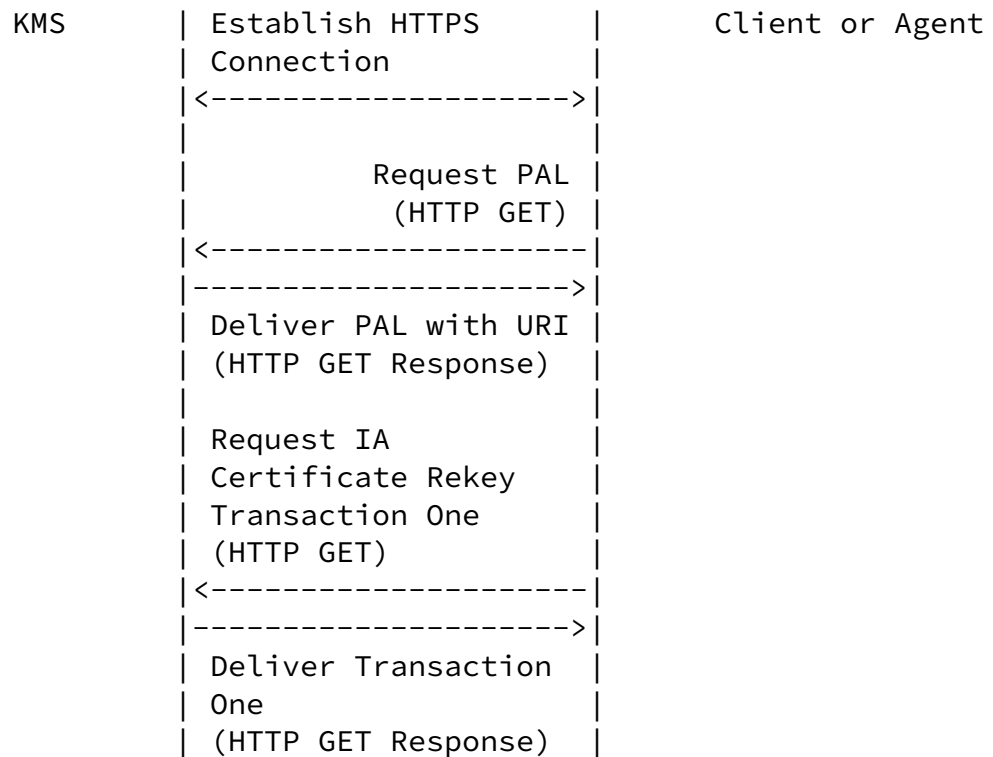 KMS | Establish HTTPS | Client or Agent
| Connection |
|<-------------------->|
| |
| Request PAL |
| (HTTP GET) |
|<---------------------|
|--------------------->|
| Deliver PAL with URI |
| (HTTP GET Response) |
| |
| Request IA |
| Certificate Rekey |
| Transaction One |
| (HTTP GET) |
|<---------------------|
|--------------------->|
| Deliver Transaction |
| One |
| (HTTP GET Response) |